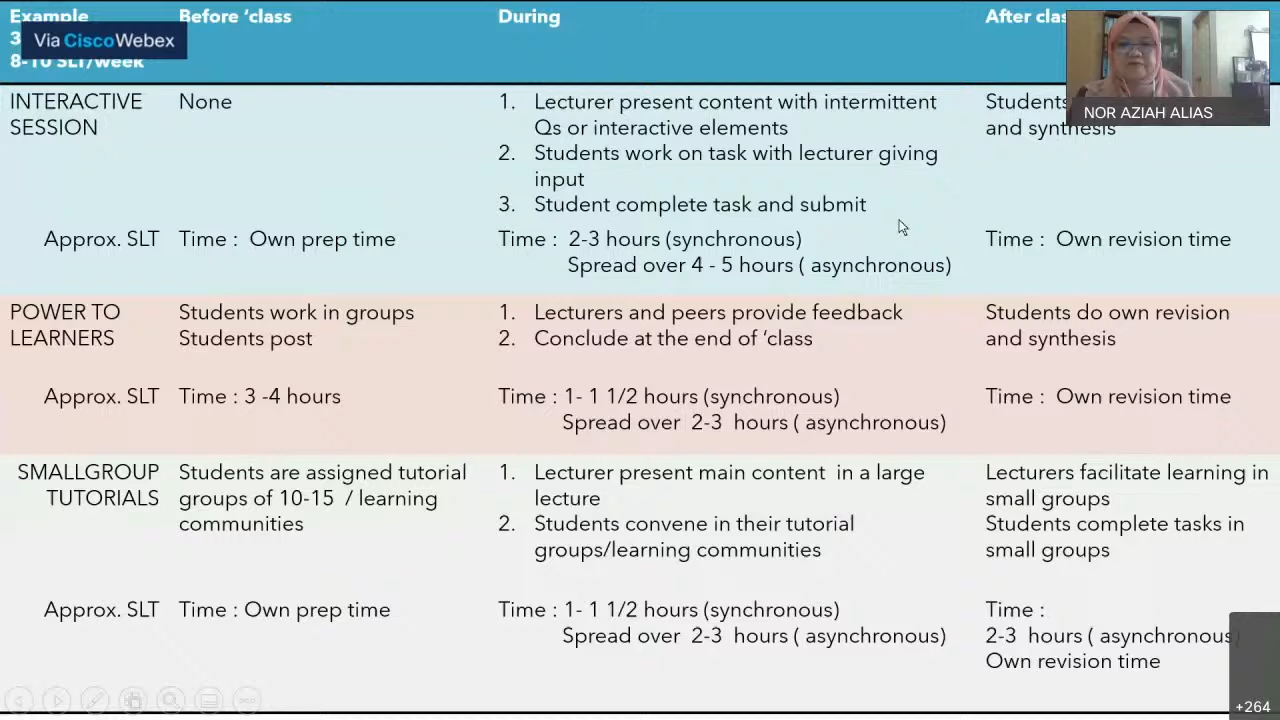 Example
Before ‘class
During
After clas
3
Via CiscoWebex
8-10 SLT/week
NOR AZIAH ALIAS
INTERACTIVE
SESSION
None
1. Lecturer present content with intermittent
Qs or interactive elements
2. Students work on task with lecturer giving
input
3. Student complete task and submit
Students
and synthesis
Approx. SLT
Time : Own prep time
Time : 2-3 hours (synchronous)
Spread over 4 - 5 hours ( asynchronous)
Time : Own revision time
POWER TO
LEARNERS
Students work in groups
Students post
1. Lecturers and peers provide feedback
2. Conclude at the end of ‘class
Students do own revision
and synthesis
Approx. SLT
Time : 3 -4 hours
Time : 1- 1 1/2 hours (synchronous)
Spread over 2-3 hours ( asynchronous)
Time : Own revision time
SMALLGROUP
TUTORIALS
Students are assigned tutorial
groups of 10-15 / learning
communities
1. Lecturer present main content in a large
lecture
2. Students convene in their tutorial
groups/learning communities
Lecturers facilitate learning in
small groups
Students complete tasks in
small groups
Approx. SLT
Time : Own prep time
Time : 1- 1 1/2 hours (synchronous)
Spread over 2-3 hours ( asynchronous)
Time :
2-3 hours ( asynchronous)
Own revision time
+264